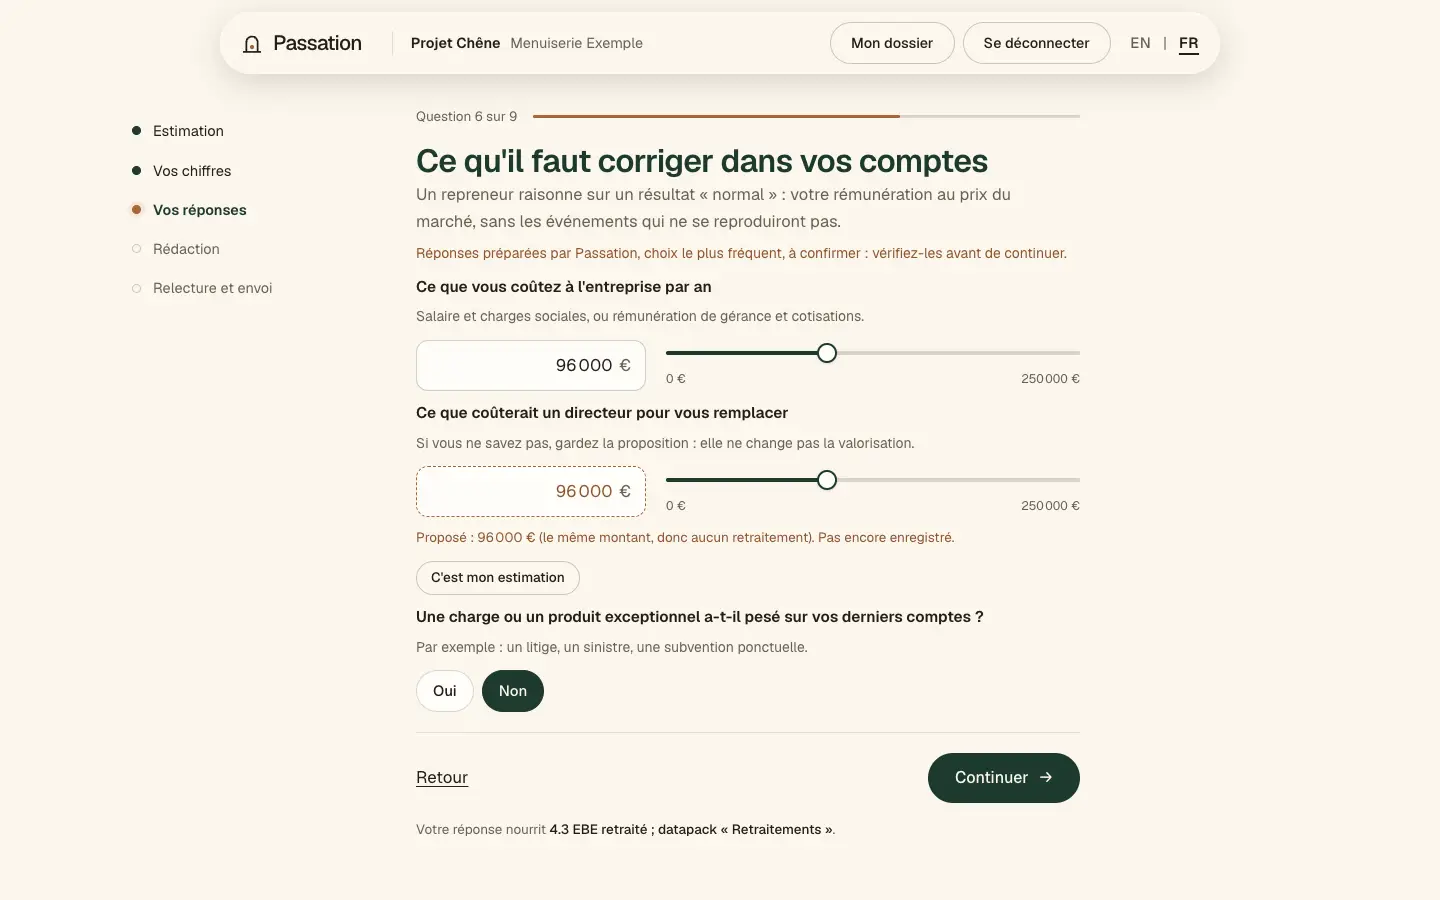 Passation
Projet Chêne Menuiserie Exemple
Mon dossier
Se déconnecter
EN | FR
Estimation
Vos chiffres
Vos réponses
Rédaction
Relecture et envoi
Question 6 sur 9
Ce qu'il faut corriger dans vos comptes
Un repreneur raisonne sur un résultat « normal » : votre rémunération au prix du
marché, sans les événements qui ne se reproduiront pas.
Réponses préparées par Passation, choix le plus fréquent, à confirmer : vérifiez-les avant de continuer.
Ce que vous coûtez à l'entreprise par an
Salaire et charges sociales, ou rémunération de gérance et cotisations.
96 000 €
0 €
250 000 €
Ce que coûterait un directeur pour vous remplacer
Si vous ne savez pas, gardez la proposition : elle ne change pas la valorisation.
96 000 €
0 €
250 000 €
Proposé : 96 000 € (le même montant, donc aucun retraitement). Pas encore enregistré.
C'est mon estimation
Une charge ou un produit exceptionnel a-t-il pesé sur vos derniers comptes ?
Par exemple : un litige, un sinistre, une subvention ponctuelle.
Oui
Non
Retour
Continuer →
Votre réponse nourrit 4.3 EBE retraité ; datapack « Retraitements ».